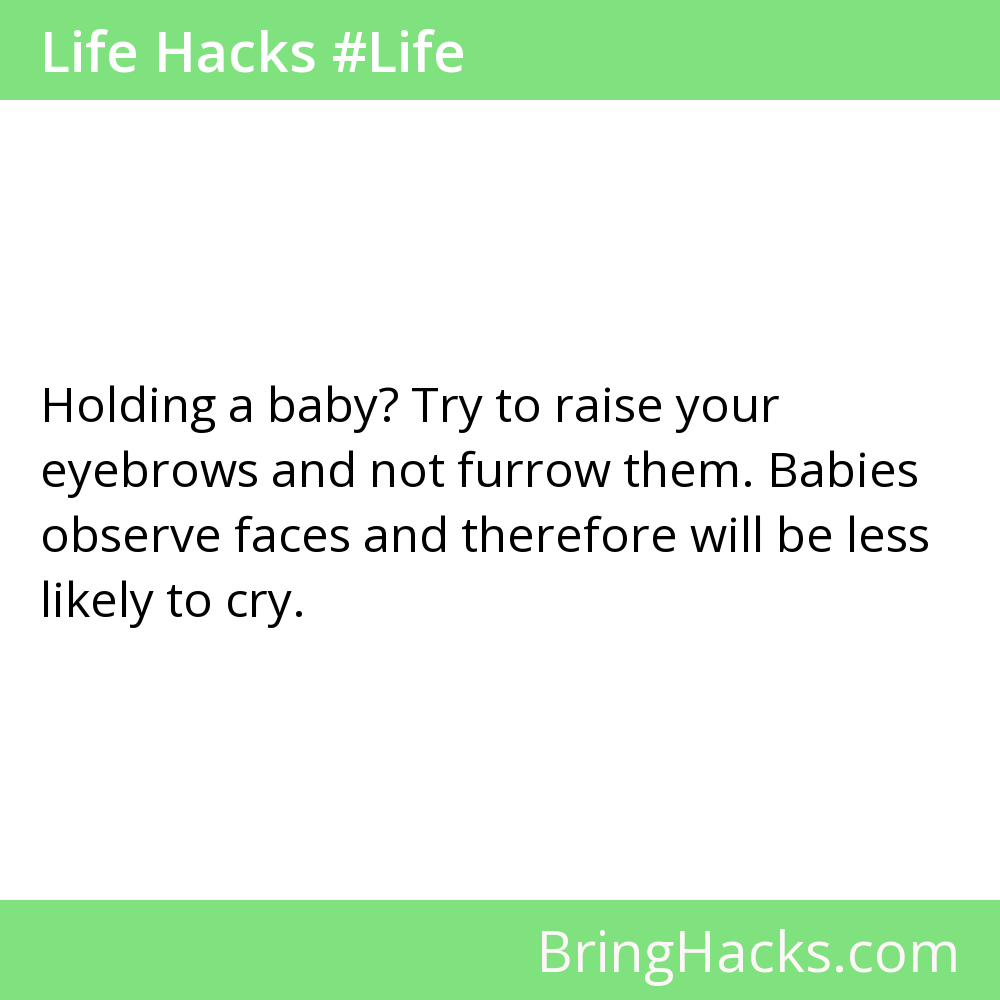 Life Hacks #Life
Holding a baby? Try to raise your
eyebrows and not furrow them. Babies
observe faces and therefore will be less
likely to cry.
BringHacks.com